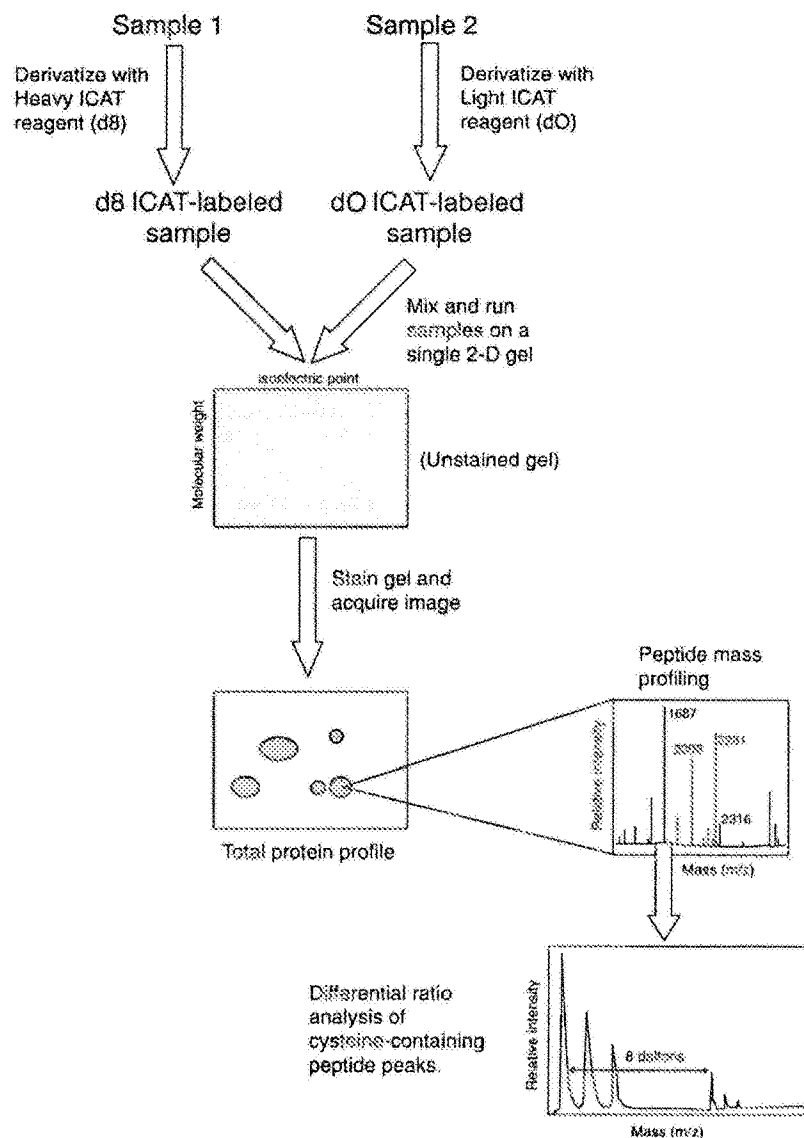 Sample 1
Sample 2
Derivatize with
Heavy ICAT
reagent (d8)
Derivatize with
Light ICAT
reagent (dO)
d8 ICAT-labeled
sample
dO ICAT-labeled
sample
Mix and run
samples on a
single 2-D gel
isoelectric point
Molecular weight
(Unstained gel)
Stain gel and
acquire image
Peptide mass
profiling
Relative intensity
1687
2231
2316
Mass (m/z)
Total protein profile
Differential ratio
analysis of
cysteine-containing
peptide peaks.
Relative intensity
8 daltons
Mass (m/z)